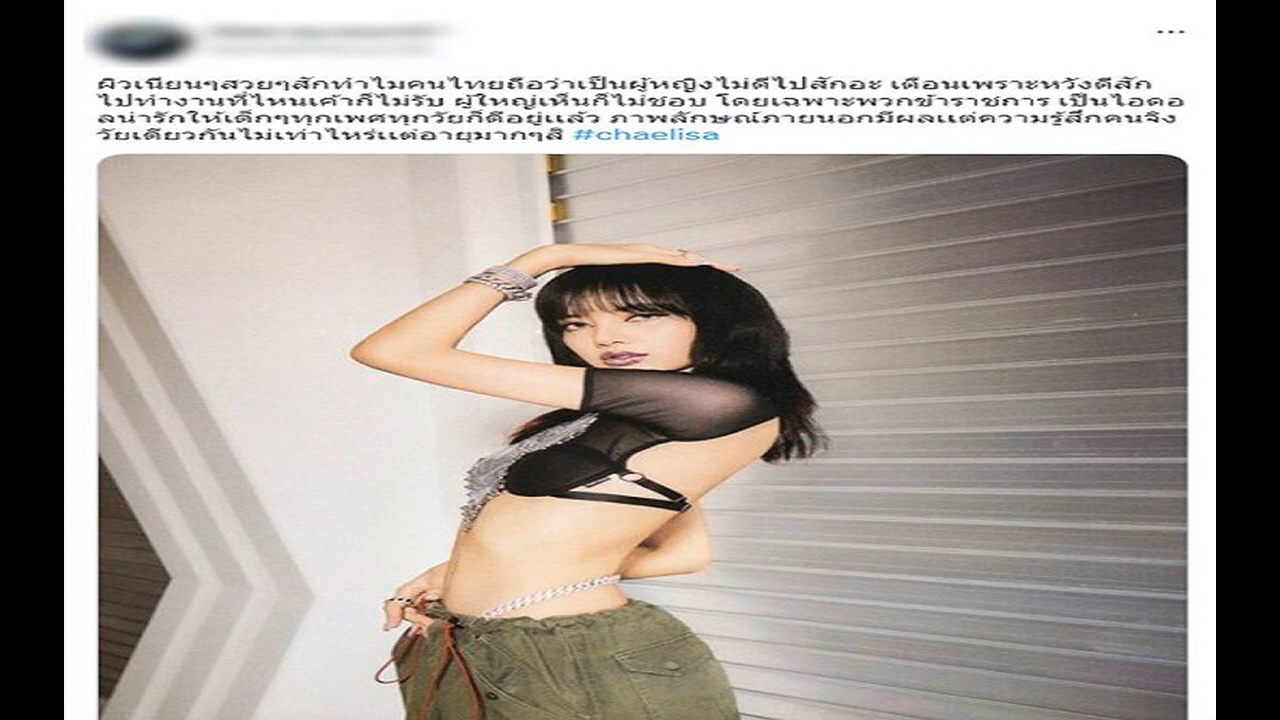 ผิวเนียนๆสวยๆสักทำไมคนไทยถือว่าเป็นผู้หญิงไม่ดีไปสักอะ เตือนเพราะหวังดีสัก
ไปทำงานที่ไหนเค้าก็ไม่รับ ผู้ใหญ่เห็นก็ไม่ชอบ โดยเฉพาะพวกข้าราชการ เป็นไอดอ
ลน่ารักให้เด็กๆทุกเพศทุกวัยก็ดีอยู่แล้ว ภาพลักษณ์ภายนอกมีผลแต่ความรู้สึกคนจิง
วัยเดียวกันไม่เท่าไหร่แต่อายุมากๆสิ #chaelisa